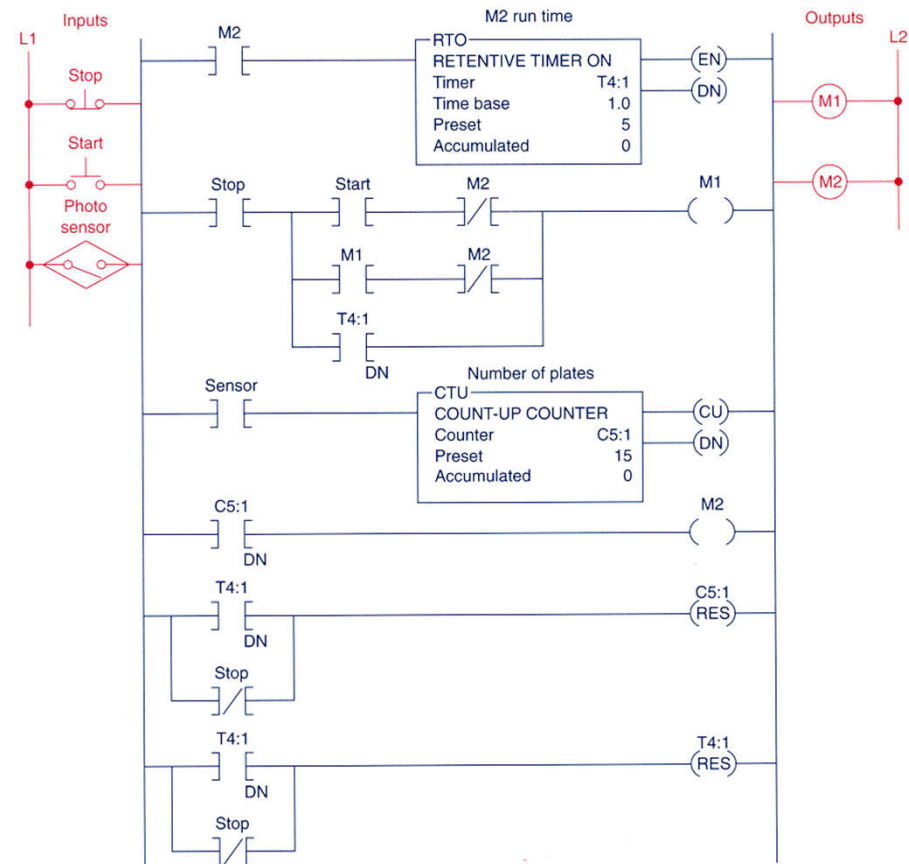 Inputs
L1
Stop
Start
Photo
sensor
M2 run time
M2
RTO
RETENTIVE TIMER ON
Timer T4:1
Time base 1.0
Preset 5
Accumulated 0
EN
DN
Outputs
L2
M1
M2
Stop
Start
M2
M1
M1
M2
T4:1
DN
Number of plates
Sensor
CTU
COUNT-UP COUNTER
Counter C5:1
Preset 15
Accumulated 0
CU
DN
C5:1
DN
M2
T4:1
DN
C5:1
RES
Stop
T4:1
DN
T4:1
RES
Stop